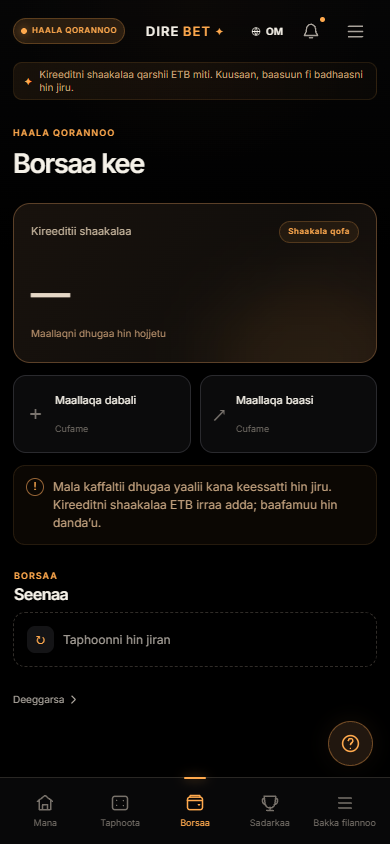 HAALA QORANNOO
DIRE BET
OM
Kireeditni shaakalaa qarshii ETB miti. Kuusaan, baasuun fi badhaasni
hin jiru.
HAALA QORANNOO
Borsaa kee
Kireeditii shaakalaa
Shaakala qofa
—
Maallaqni dhugaa hin hojjetu
Maallaqa dabali
Cufame
Maallaqa baasi
Cufame
Mala kaffaltii dhugaa yaalii kana keessatti hin jiru.
Kireeditni shaakalaa ETB irraa adda; baafamuu hin
danda'u.
BORSAA
Seenaa
Taphoonni hin jiran
Deeggarsa
Mana
Taphoota
Borsaa
Sadarkaa
Bakka filannoo